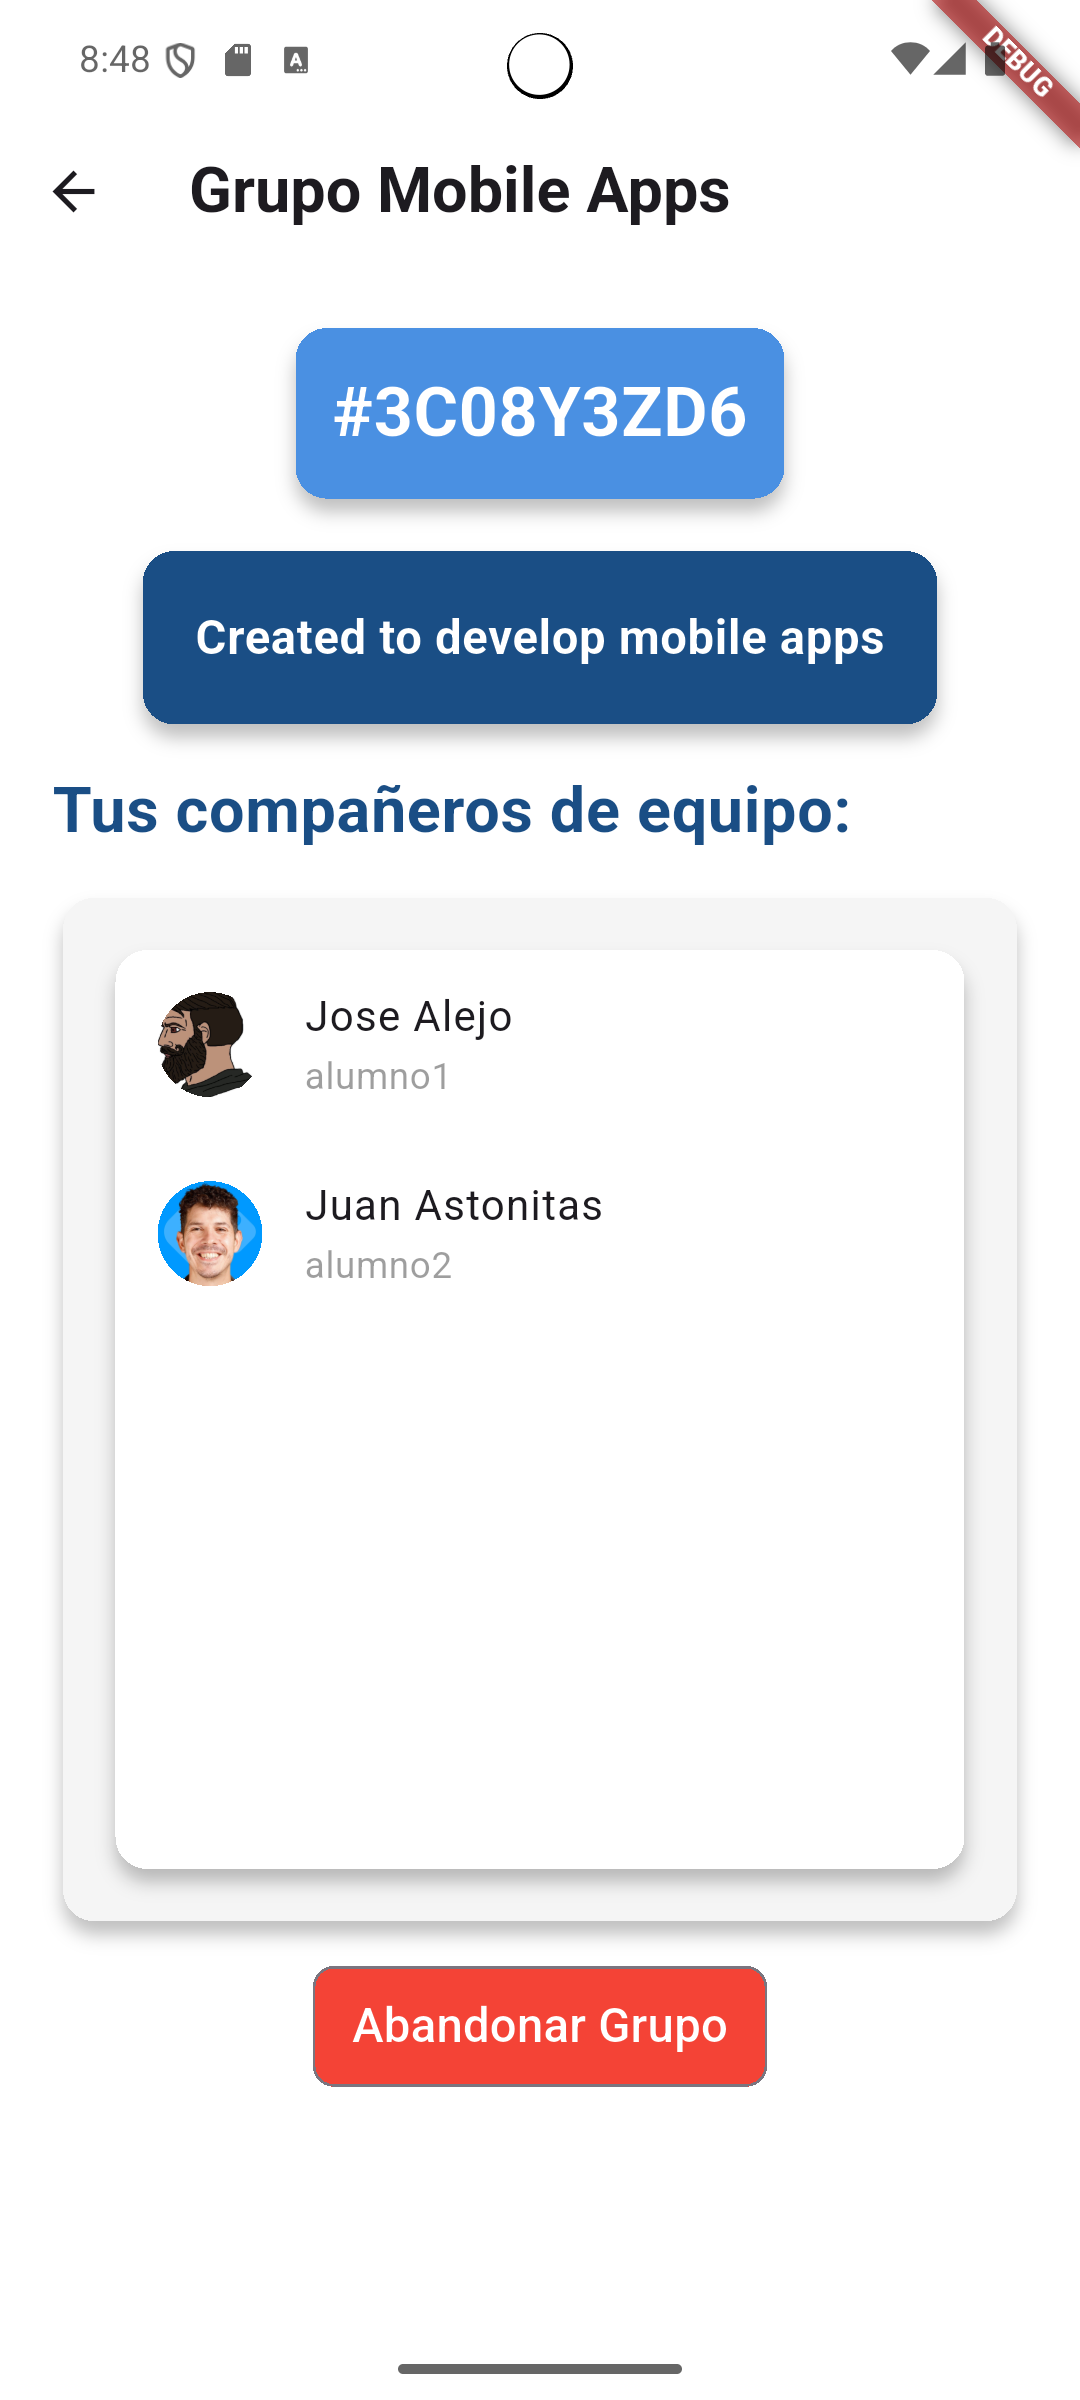 8:48
DEBUG
Grupo Mobile Apps
#3C08Y3ZD6
Created to develop mobile apps
Tus compañeros de equipo:
Jose Alejo
alumno1
Juan Astonitas
alumno2
Abandonar Grupo